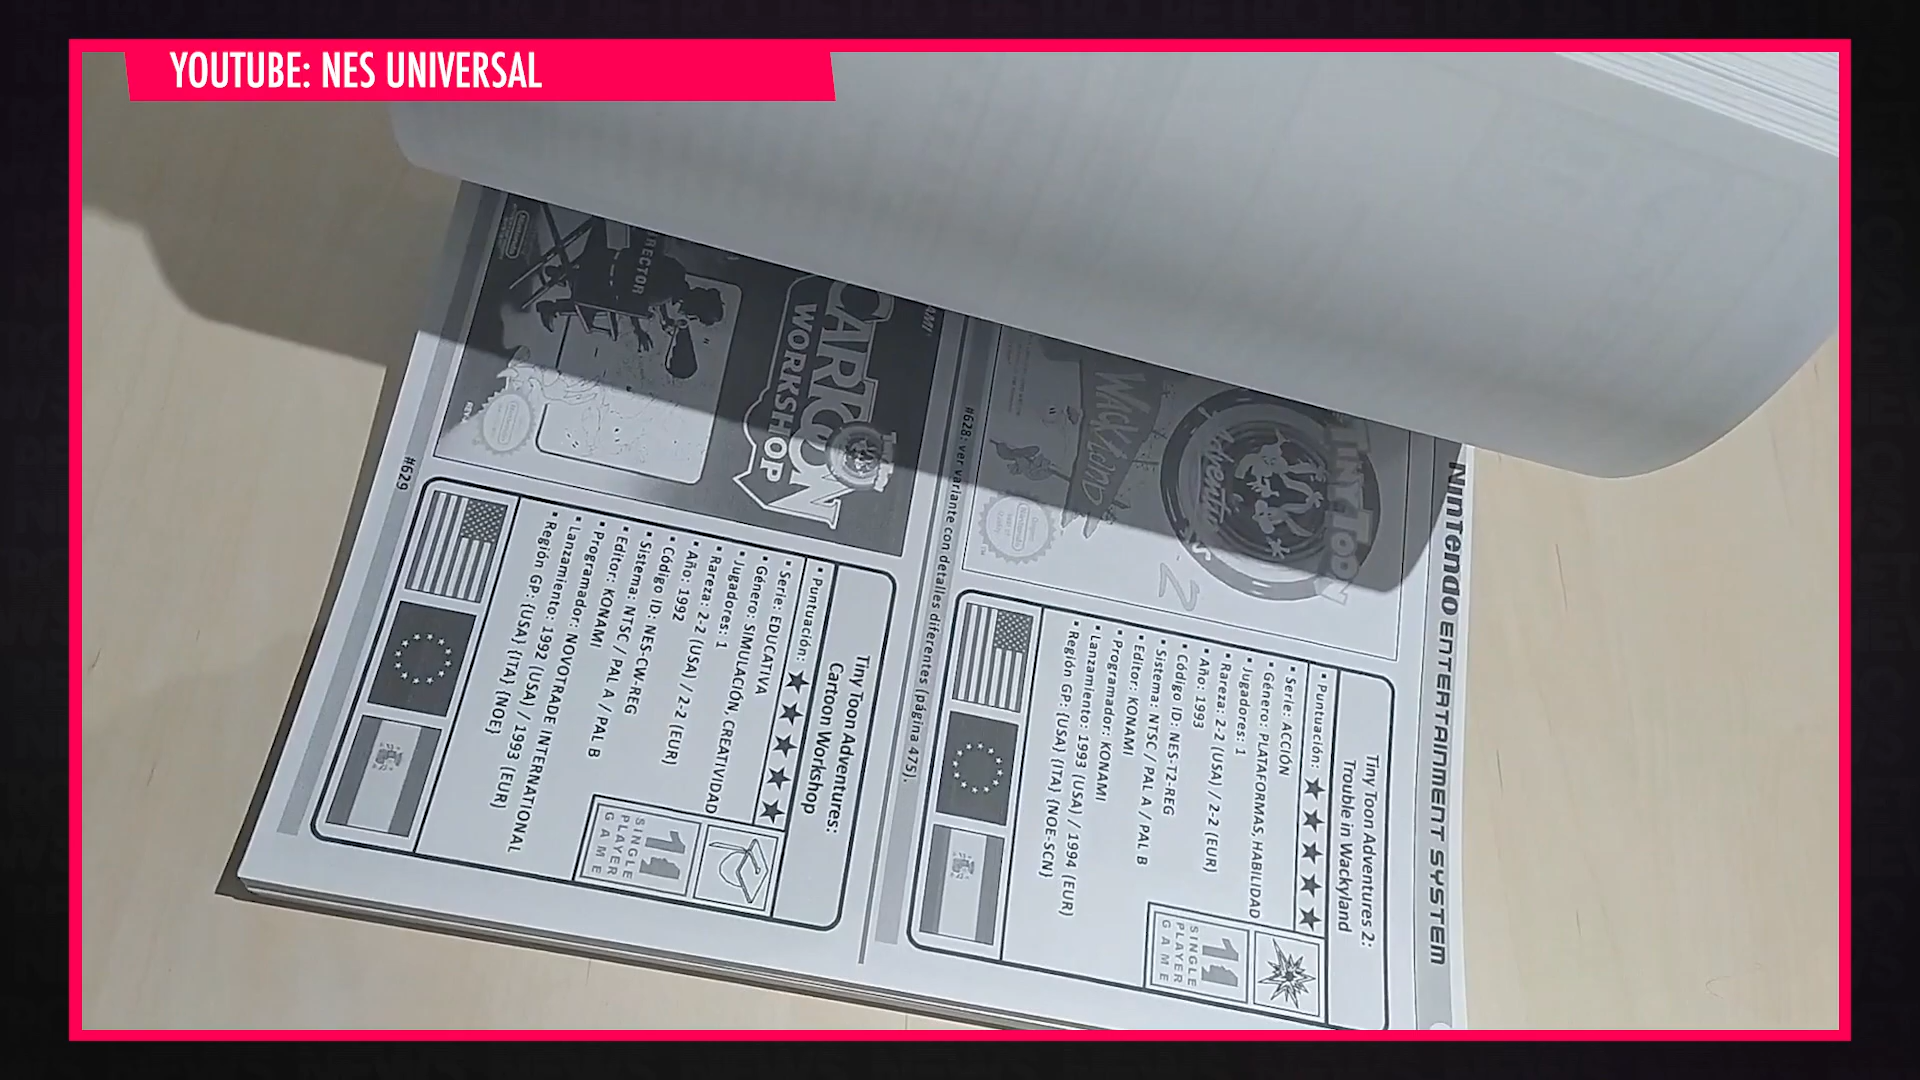 YOUTUBE: NES UNIVERSAL
Nintendo ENTERTAINMENT SYSTEM
TINY TOON
Adventures
2
WACKYLAND
Tiny Toon Adventures 2:
Trouble in Wackyland
▪ Puntuación: ★★★★★
▪ Serie: ACCIÓN
▪ Género: PLATAFORMAS, HABILIDAD
▪ Jugadores: 1
▪ Rareza: 2-2 (USA) / 2-2 (EUR)
▪ Año: 1993
▪ Código ID: NES-T2-REG
▪ Sistema: NTSC / PAL A / PAL B
▪ Editor: KONAMI
▪ Programador: KONAMI
▪ Lanzamiento: 1993 (USA) / 1994 (EUR)
▪ Región GP: {USA} {ITA} {NOE-SCN}
1
SINGLE
PLAYER
GAME
#628: ver variante con detalles diferentes (página 475).
CARTOON
WORKSHOP
DIRECTOR
Tiny Toon Adventures:
Cartoon Workshop
▪ Puntuación: ★★★★★
▪ Serie: EDUCATIVA
▪ Género: SIMULACIÓN, CREATIVIDAD
▪ Jugadores: 1
▪ Rareza: 2-2 (USA) / 2-2 (EUR)
▪ Año: 1992
▪ Código ID: NES-CW-REG
▪ Sistema: NTSC / PAL A / PAL B
▪ Editor: KONAMI
▪ Programador: NOVOTRADE INTERNATIONAL
▪ Lanzamiento: 1992 (USA) / 1993 (EUR)
▪ Región GP: {USA} {ITA} {NOE}
1
SINGLE
PLAYER
GAME
#629